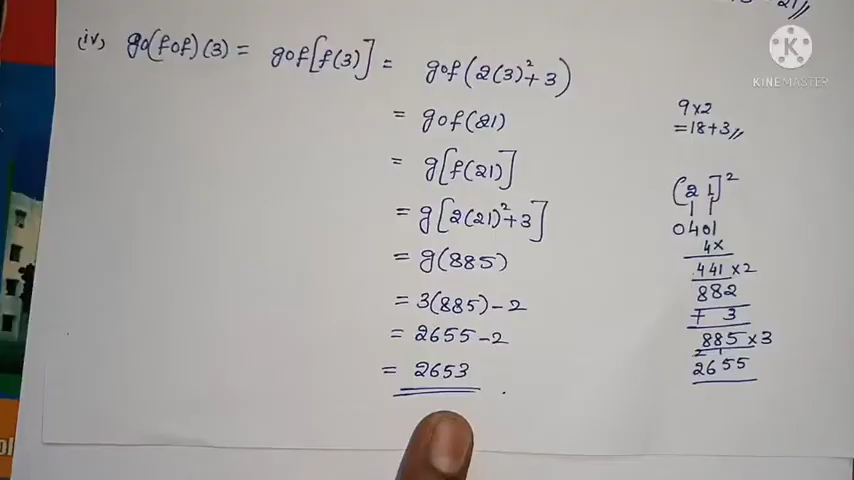 (iv) go(fof)(3) = gof[f(3)] = gof(2(3)²+3)
= gof(21)
= g[f(21)]
= g[2(21)²+3]
= g(885)
= 3(885)-2
= 2655-2
= 2653
9x2
=18+3//
(21]²
0401
4x
441x2
882
+ 3
885x3
2 1
2655
KINEMASTER